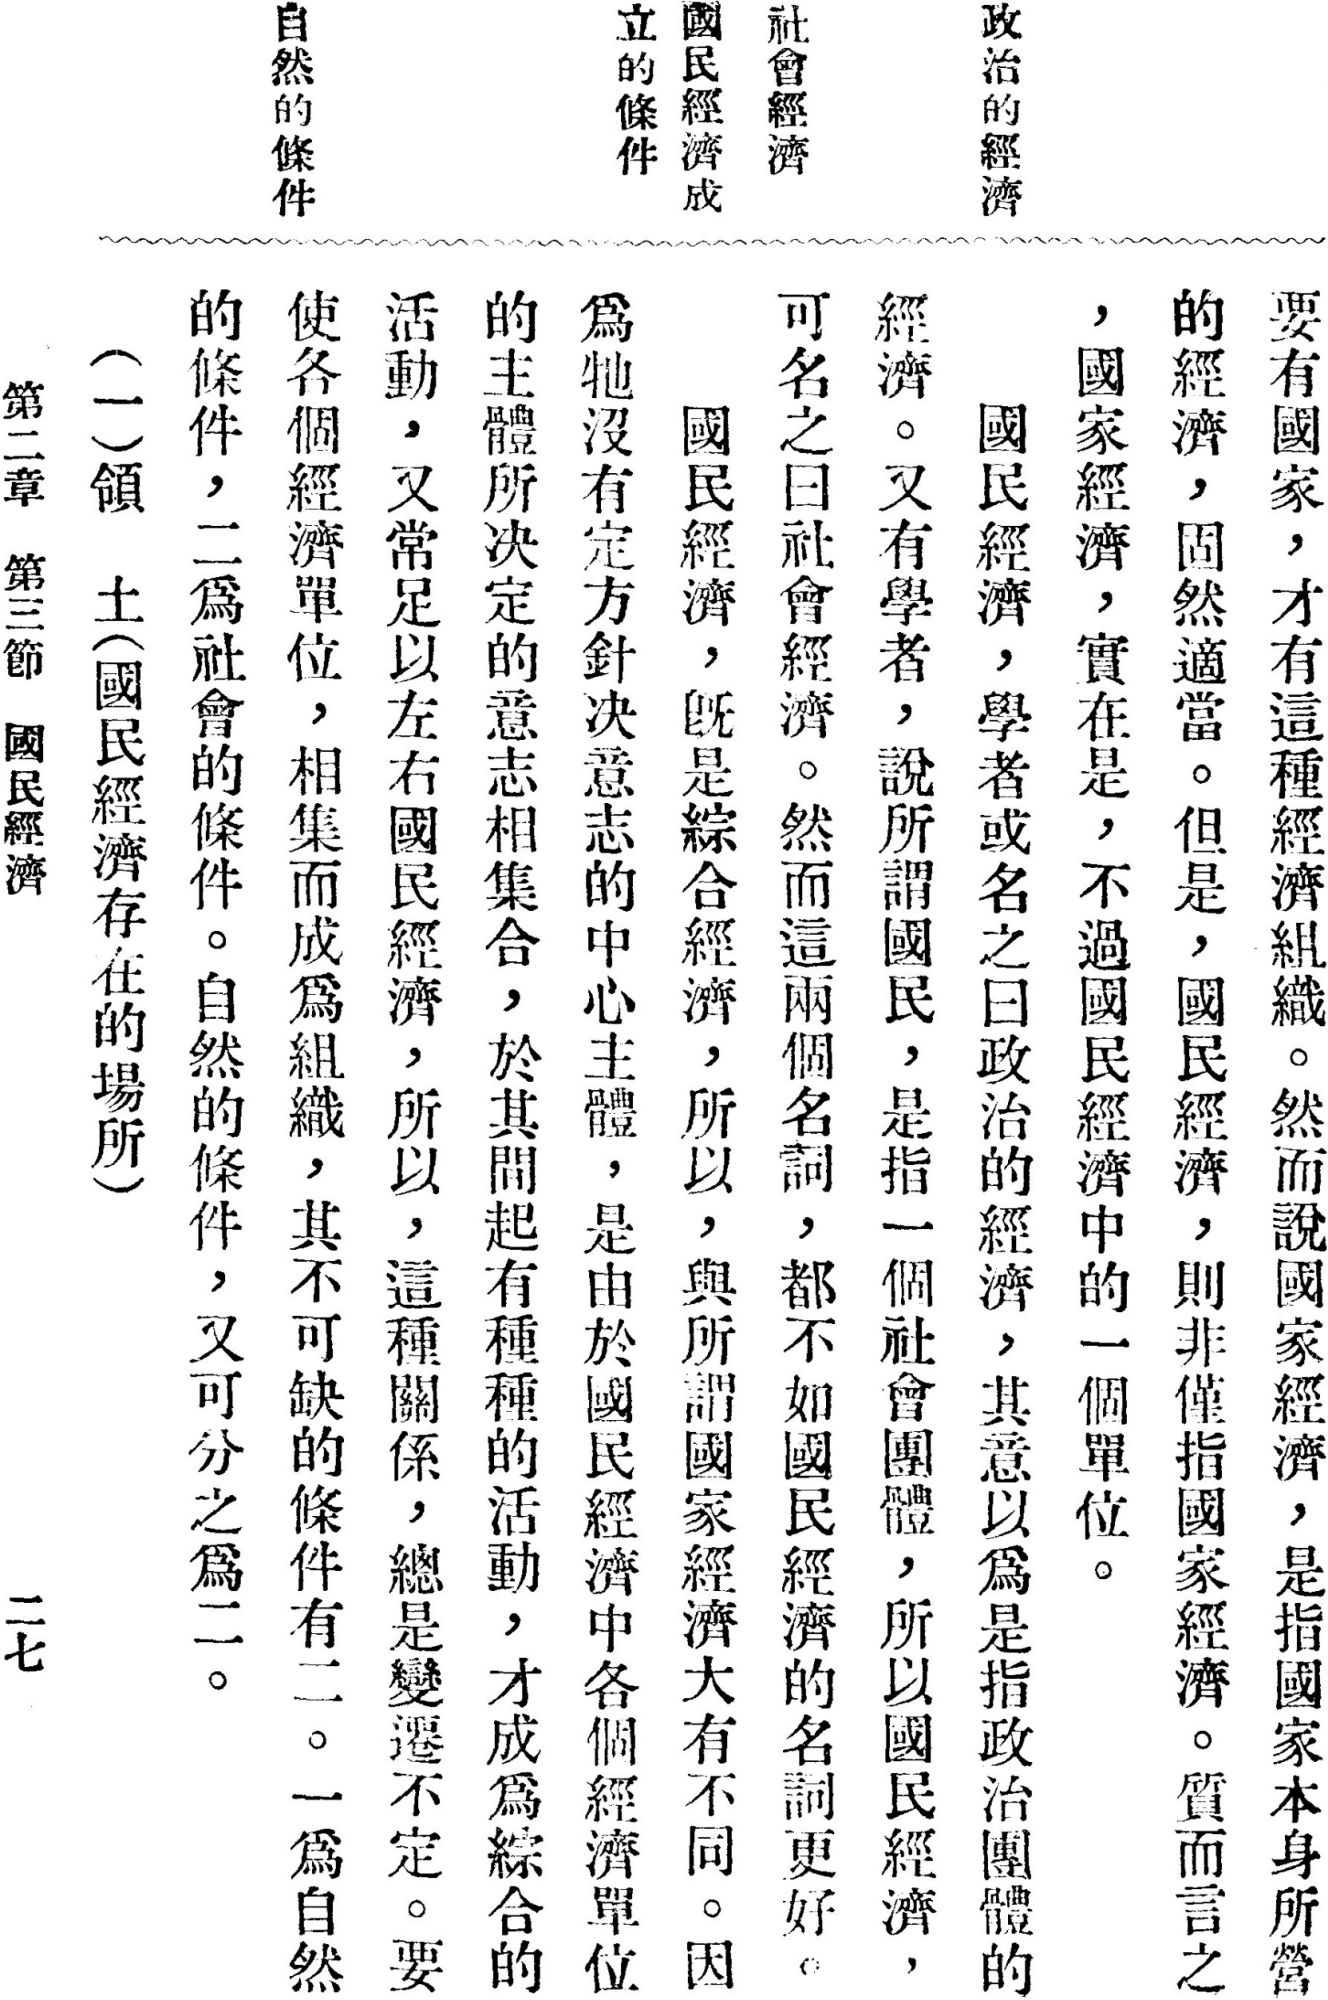 政治的經濟
社會經濟
國民經濟成
立的條件
自然的條件
要有國家，才有這種經濟組織。然而說國家經濟，是指國家本身所營
的經濟，固然適當。但是，國民經濟，則非僅指國家經濟。質而言之
，國家經濟，實在是，不過國民經濟中的一個單位。
國民經濟，學者或名之曰政治的經濟，其意以爲是指政治團體的
經濟。又有學者，說所謂國民，是指一個社會團體，所以國民經濟，
可名之曰社會經濟。然而這兩個名詞，都不如國民經濟的名詞更好。
國民經濟，旣是綜合經濟，所以，與所謂國家經濟大有不同。因
爲牠沒有定方針決意志的中心主體，是由於國民經濟中各個經濟單位
的主體所决定的意志相集合，於其間起有種種的活動，才成爲綜合的
活動，又常足以左右國民經濟，所以，這種關係，總是變遷不定。要
使各個經濟單位，相集而成爲組織，其不可缺的條件有二。一爲自然
的條件，二爲社會的條件。自然的條件，又可分之爲二。
（一）領　土（國民經濟存在的場所）
第二章　第三節　國民經濟　二七